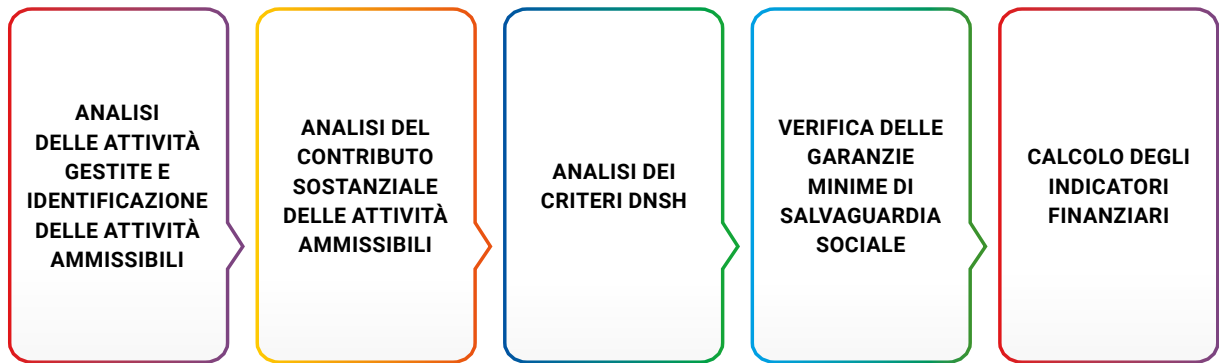 ANALISI
DELLE ATTIVITÀ
GESTITE E
IDENTIFICAZIONE
DELLE ATTIVITÀ
AMMISSIBILI
ANALISI DEL
CONTRIBUTO
SOSTANZIALE
DELLE ATTIVITÀ
AMMISSIBILI
ANALISI DEI
CRITERI DNSH
VERIFICA DELLE
GARANZIE
MINIME DI
SALVAGUARDIA
SOCIALE
CALCOLO DEGLI
INDICATORI
FINANZIARI